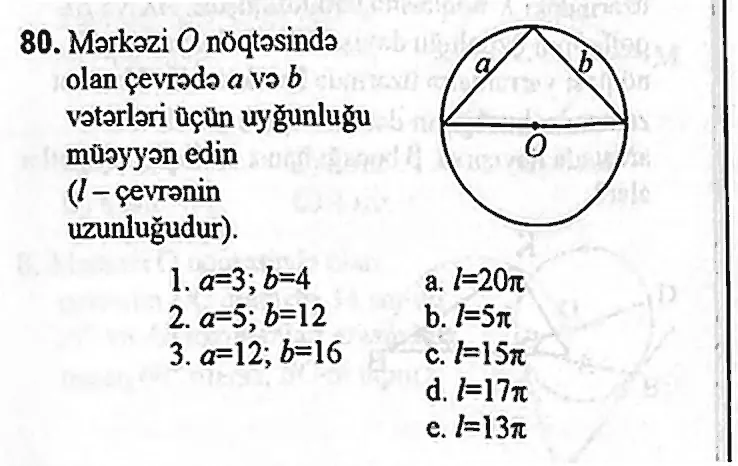 80. Mərkəzi O nöqtəsində
olan çevrədə a və b
vətərləri üçün uyğunluğu
müəyyən edin
(l – çevrənin
uzunluğudur).
a b
O
1. a=3; b=4
2. a=5; b=12
3. a=12; b=16
a. l=20π
b. l=5π
c. l=15π
d. l=17π
e. l=13π